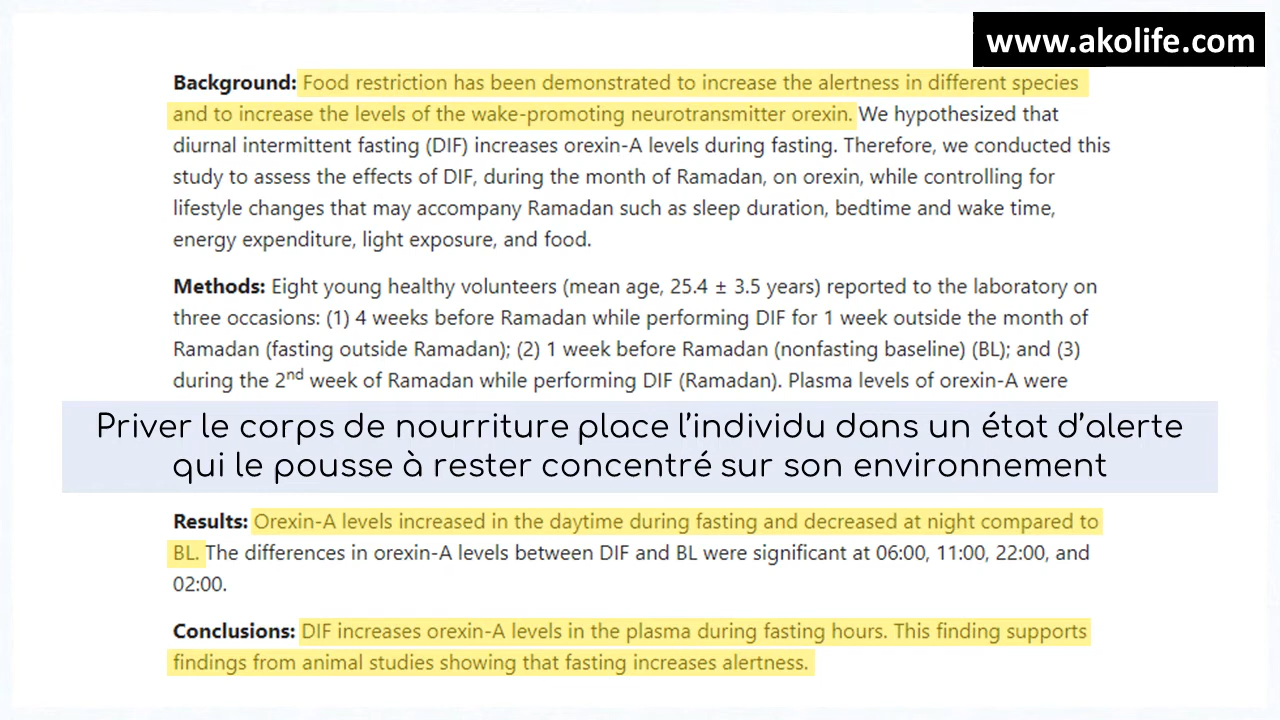 www.akolife.com
Background: Food restriction has been demonstrated to increase the alertness in different species
and to increase the levels of the wake-promoting neurotransmitter orexin. We hypothesized that
diurnal intermittent fasting (DIF) increases orexin-A levels during fasting. Therefore, we conducted this
study to assess the effects of DIF, during the month of Ramadan, on orexin, while controlling for
lifestyle changes that may accompany Ramadan such as sleep duration, bedtime and wake time,
energy expenditure, light exposure, and food.
Methods: Eight young healthy volunteers (mean age, 25.4 ± 3.5 years) reported to the laboratory on
three occasions: (1) 4 weeks before Ramadan while performing DIF for 1 week outside the month of
Ramadan (fasting outside Ramadan); (2) 1 week before Ramadan (nonfasting baseline) (BL); and (3)
during the 2nd week of Ramadan while performing DIF (Ramadan). Plasma levels of orexin-A were
Priver le corps de nourriture place l’individu dans un état d’alerte
qui le pousse à rester concentré sur son environnement
Results: Orexin-A levels increased in the daytime during fasting and decreased at night compared to
BL. The differences in orexin-A levels between DIF and BL were significant at 06:00, 11:00, 22:00, and
02:00.
Conclusions: DIF increases orexin-A levels in the plasma during fasting hours. This finding supports
findings from animal studies showing that fasting increases alertness.